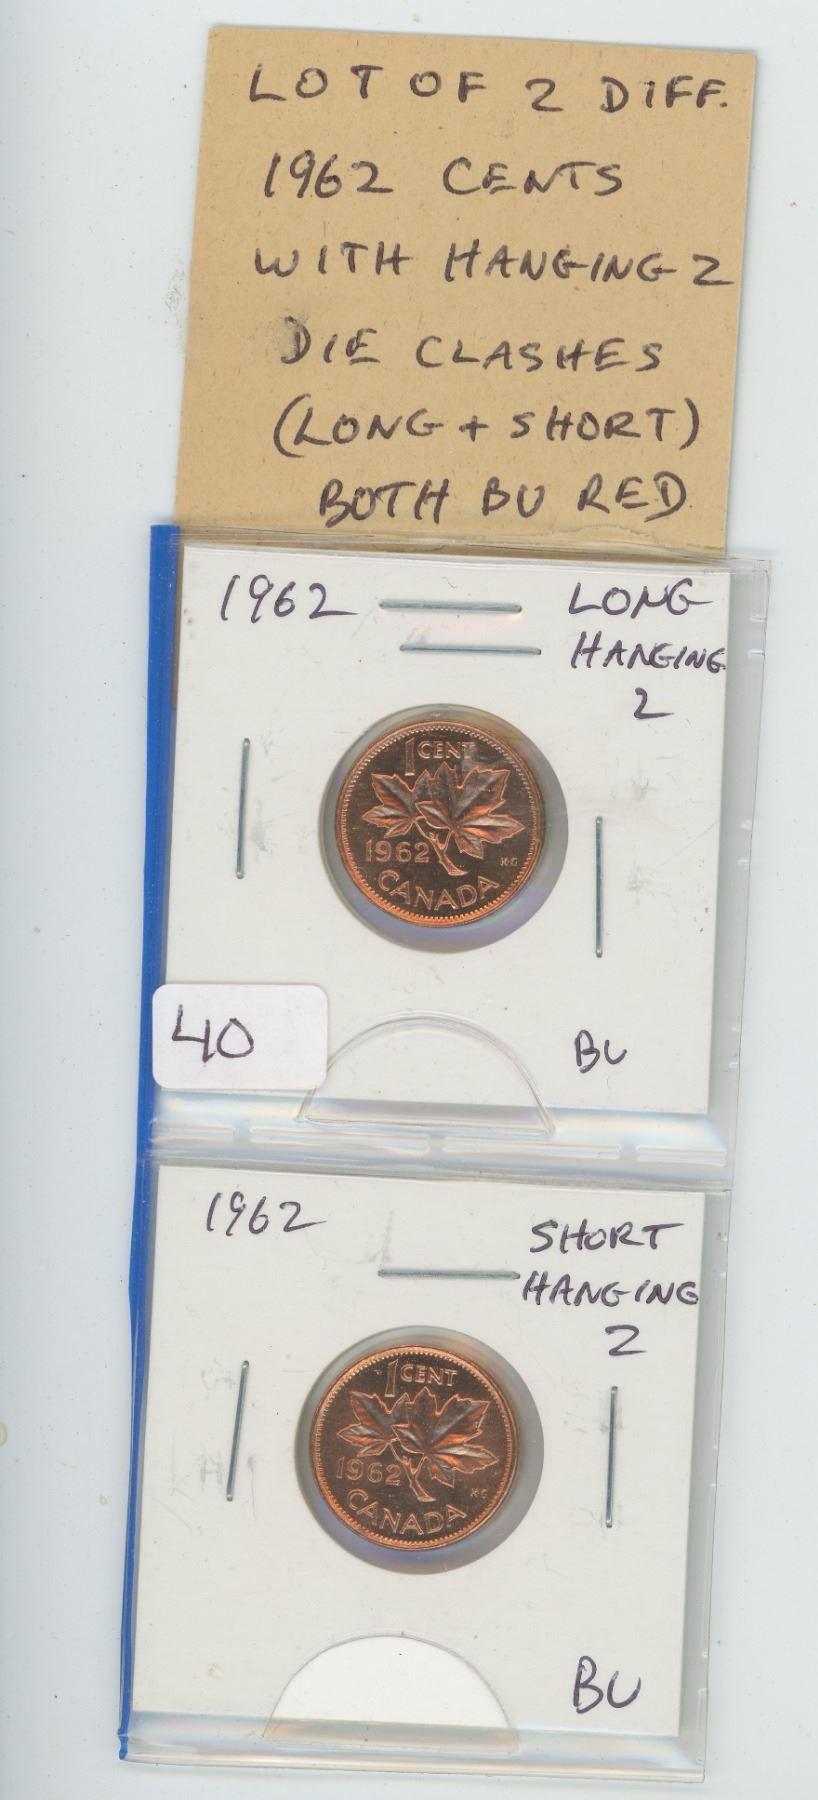 LOT OF 2 DIFF.
1962 CENTS
WITH HANGING 2
DIE CLASHES
(LONG + SHORT)
BOTH BU RED
1962
LONG
HANGING
2
1 CENT
1962
K·G
CANADA
40
BU
1962
SHORT
HANGING
2
1 CENT
1962
K·G
CANADA
BU